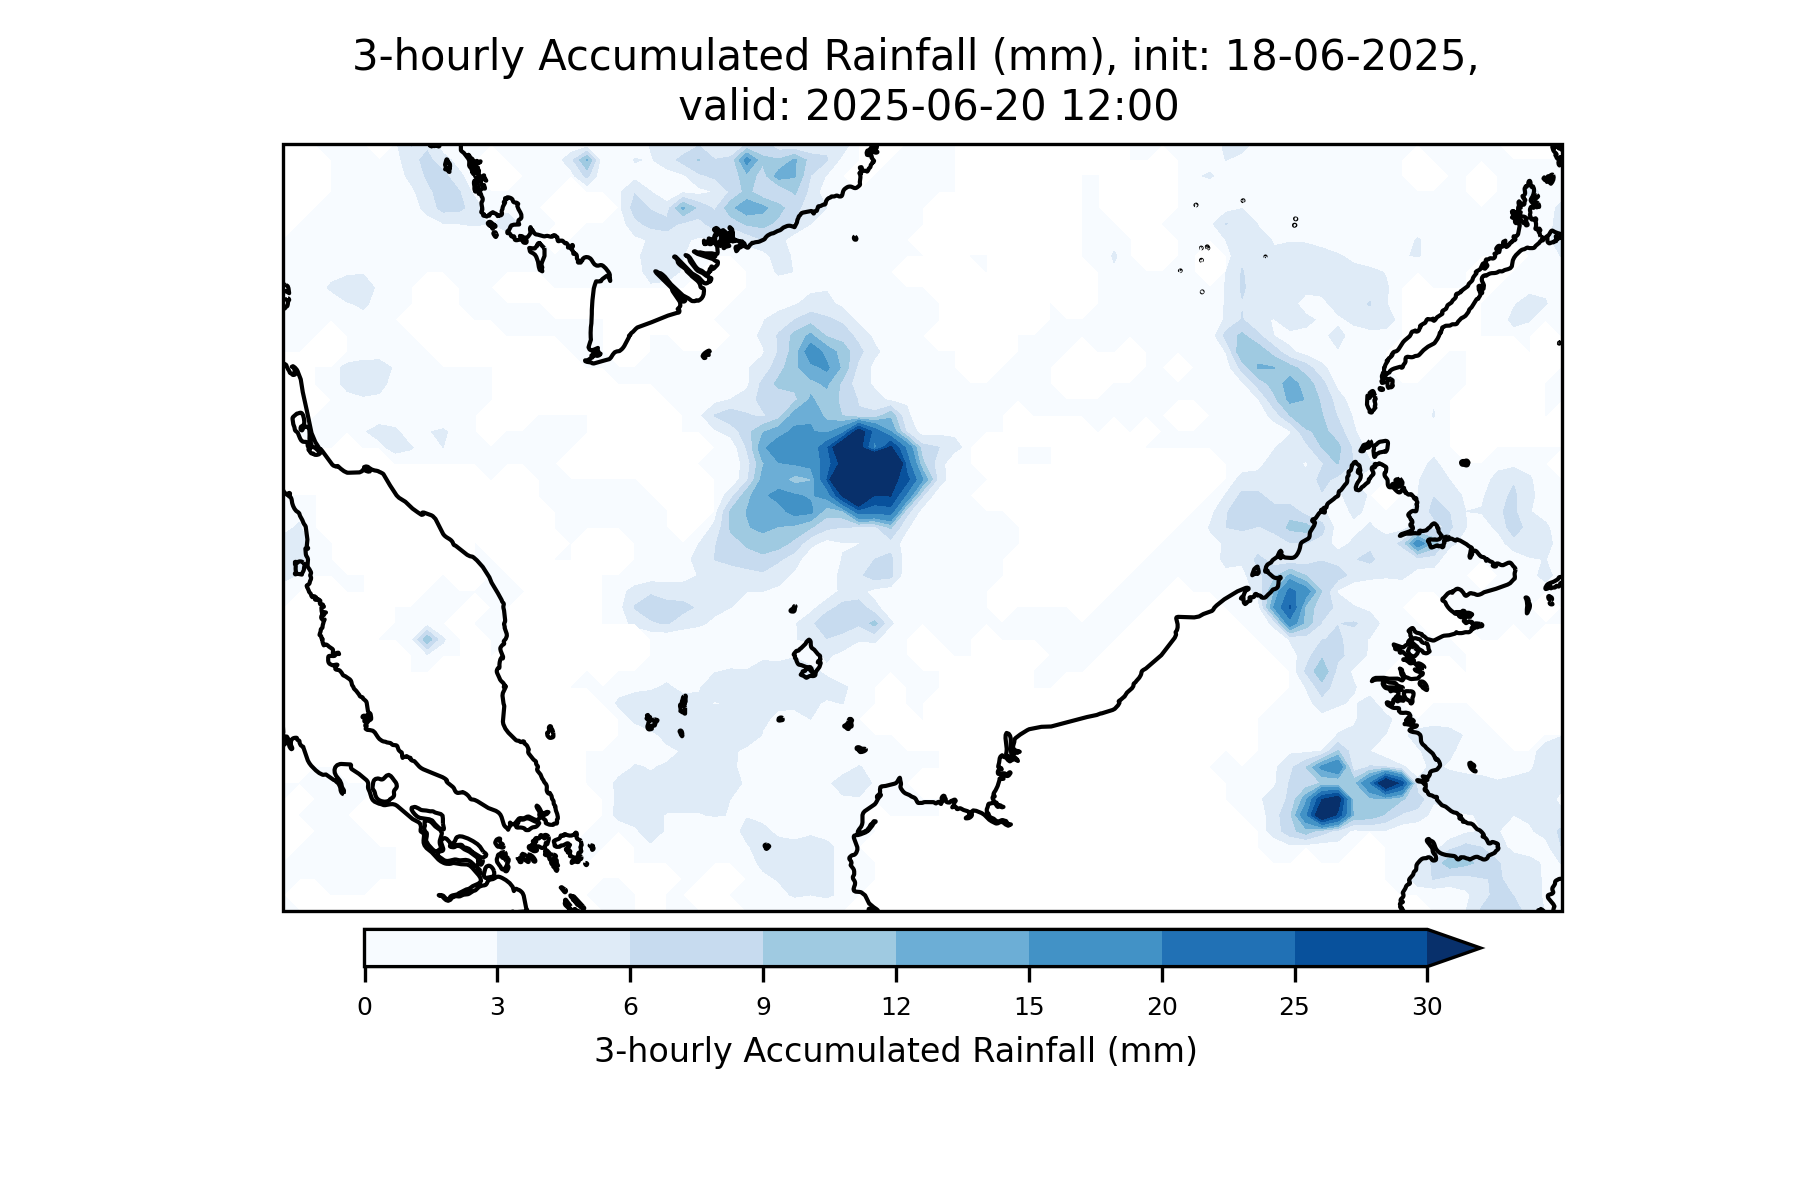 3-hourly Accumulated Rainfall (mm), init: 18-06-2025,
valid: 2025-06-20 12:00
0 3 6 9 12 15 20 25 30
3-hourly Accumulated Rainfall (mm)